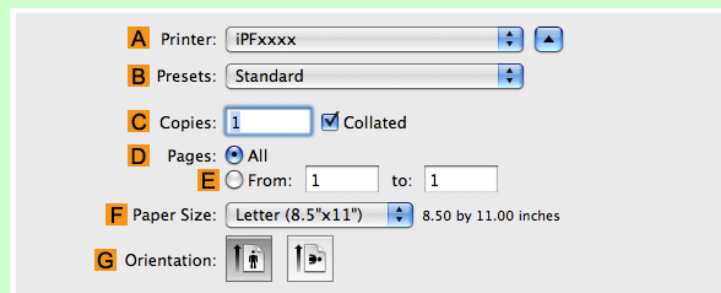 A Printer: iPFxxxx
B Presets: Standard
C Copies: 1 Collated
D Pages: All
E From: 1 to: 1
F Paper Size: Letter (8.5"x11") 8.50 by 11.00 inches
G Orientation: